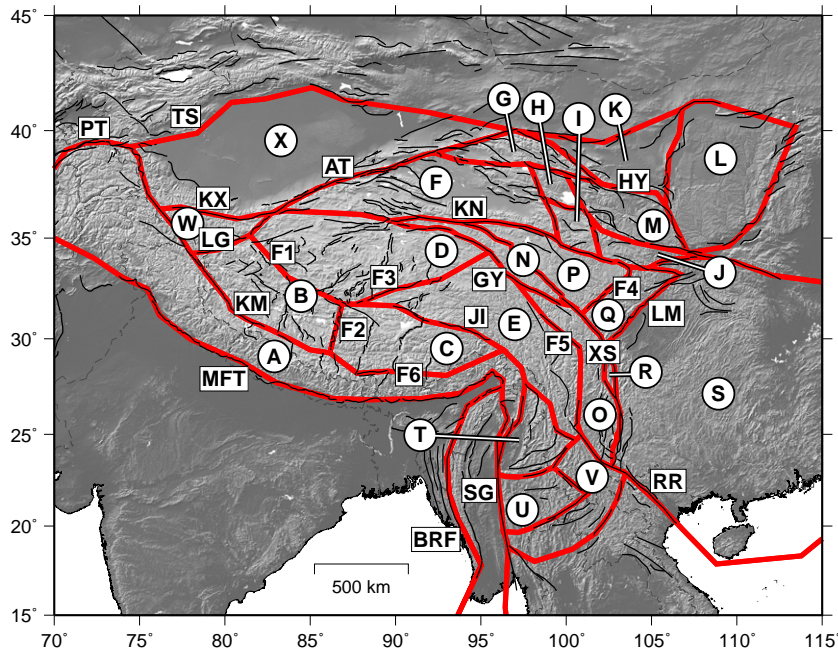 45°
40°
35°
30°
25°
20°
15°
70° 75° 80° 85° 90° 95° 100° 105° 110° 115°
PT
TS
X
AT
G
H
I
K
L
F
HY
KX
W
LG
KN
M
F1
D
N
P
J
F3
GY
F4
B
KM
F2
Q
LM
JI
E
A
C
F5
XS
R
MFT
F6
S
O
T
V
SG
RR
U
BRF
500 km